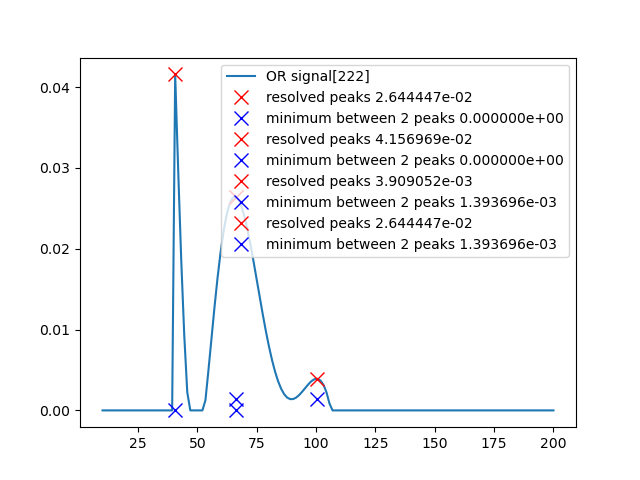 OR signal[222]
resolved peaks 2.644447e-02
minimum between 2 peaks 0.000000e+00
resolved peaks 4.156969e-02
minimum between 2 peaks 0.000000e+00
resolved peaks 3.909052e-03
minimum between 2 peaks 1.393696e-03
resolved peaks 2.644447e-02
minimum between 2 peaks 1.393696e-03
0.04
0.03
0.02
0.01
0.00
25 50 75 100 125 150 175 200